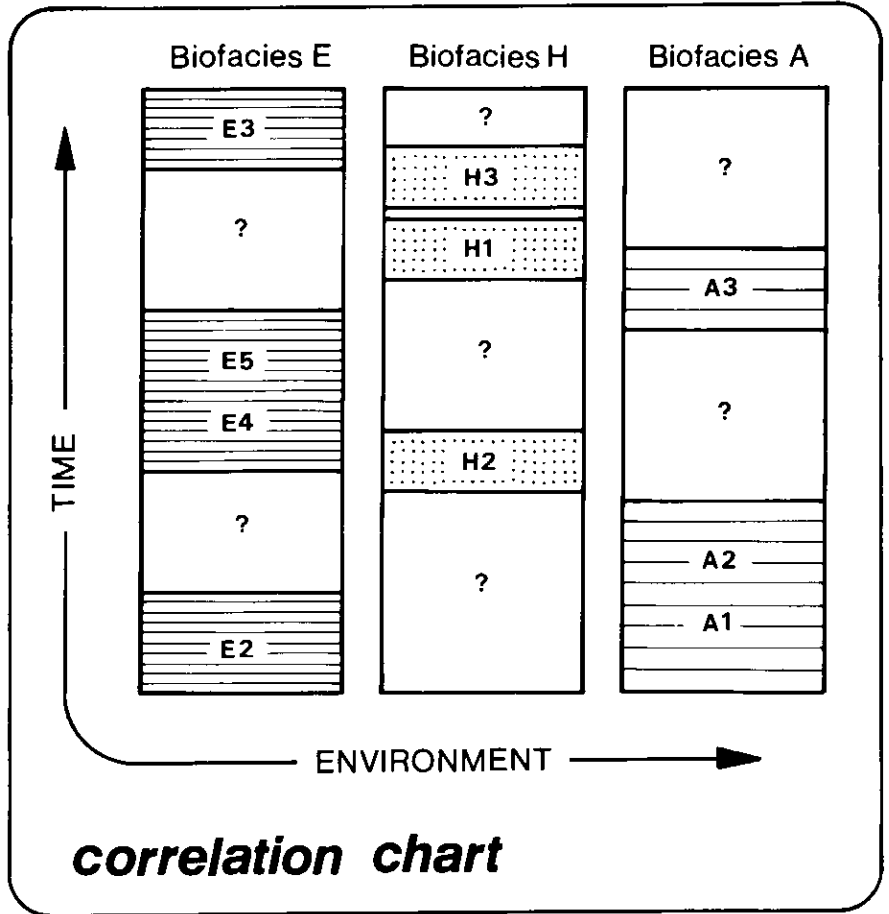 Biofacies E
Biofacies H
Biofacies A
E3
?
E5
E4
?
E2
?
H3
H1
?
H2
?
?
A3
?
A2
A1
TIME
ENVIRONMENT
correlation chart